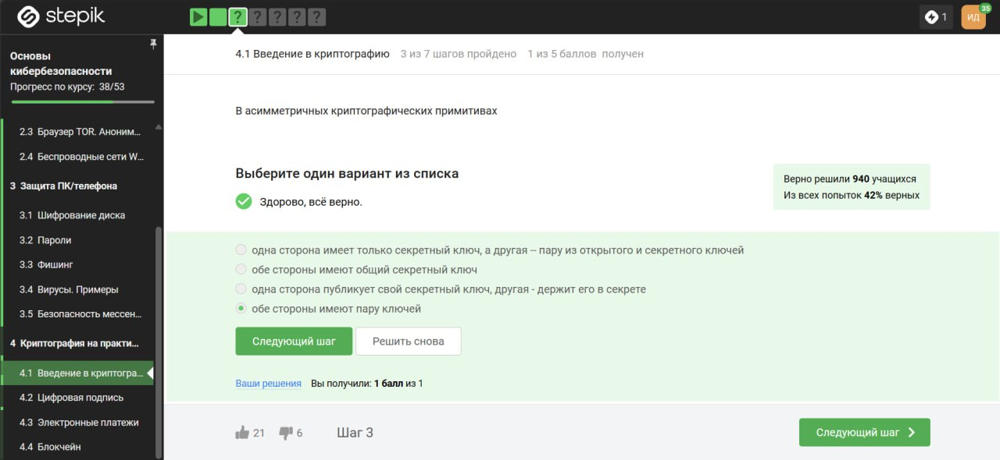 stepik
? ? ? ? ?
1
ИД
35
Основы
кибербезопасности
Прогресс по курсу: 38/53
2.3 Браузер TOR. Аноним...
2.4 Беспроводные сети W...
3 Защита ПК/телефона
3.1 Шифрование диска
3.2 Пароли
3.3 Фишинг
3.4 Вирусы. Примеры
3.5 Безопасность мессен...
4 Криптография на практи...
4.1 Введение в криптогра...
4.2 Цифровая подпись
4.3 Электронные платежи
4.4 Блокчейн
4.1 Введение в криптографию 3 из 7 шагов пройдено 1 из 5 баллов получен
В асимметричных криптографических примитивах
Выберите один вариант из списка
Здорово, всё верно.
Верно решили 940 учащихся
Из всех попыток 42% верных
одна сторона имеет только секретный ключ, а другая -- пару из открытого и секретного ключей
обе стороны имеют общий секретный ключ
одна сторона публикует свой секретный ключ, другая - держит его в секрете
обе стороны имеют пару ключей
Следующий шаг
Решить снова
Ваши решения Вы получили: 1 балл из 1
21 6 Шаг 3
Следующий шаг